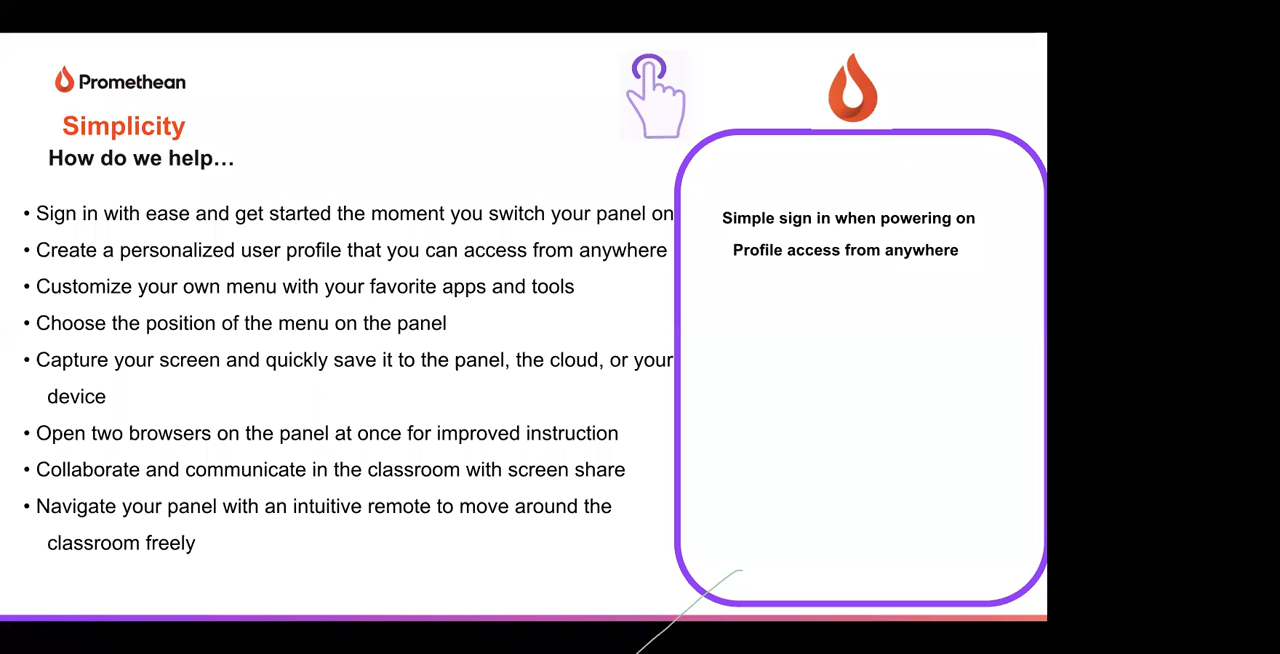 Promethean
Simplicity
How do we help…
• Sign in with ease and get started the moment you switch your panel on
• Create a personalized user profile that you can access from anywhere
• Customize your own menu with your favorite apps and tools
• Choose the position of the menu on the panel
• Capture your screen and quickly save it to the panel, the cloud, or your
device
• Open two browsers on the panel at once for improved instruction
• Collaborate and communicate in the classroom with screen share
• Navigate your panel with an intuitive remote to move around the
classroom freely
Simple sign in when powering on
Profile access from anywhere